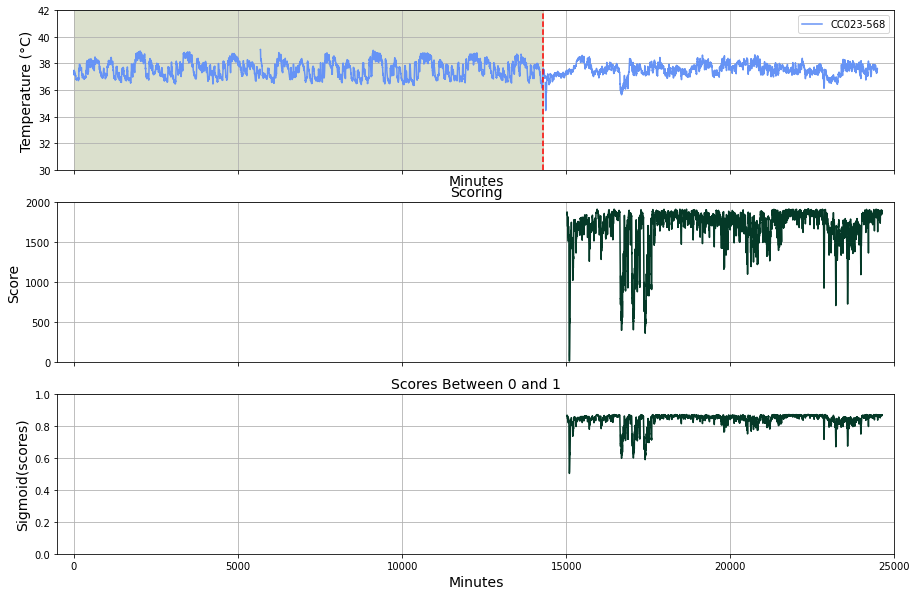 42
40
38
36
34
32
30
Temperature (°C)
CC023-568
Minutes
Scoring
2000
1500
1000
500
0
Score
Scores Between 0 and 1
1.0
0.8
0.6
0.4
0.2
0.0
Sigmoid(scores)
0 5000 10000 15000 20000 25000
Minutes